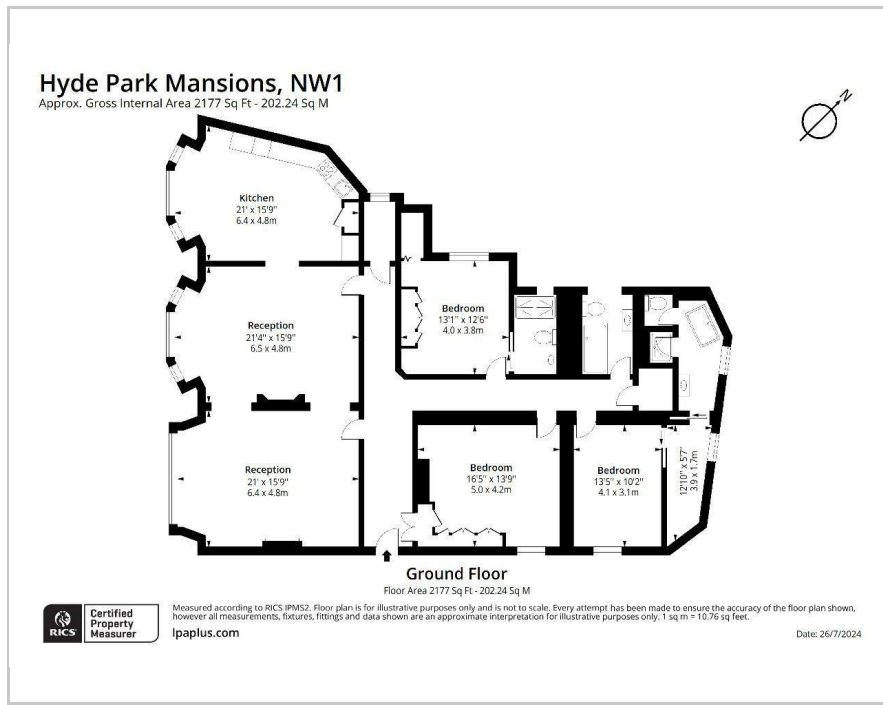 Hyde Park Mansions, NW1
Approx. Gross Internal Area 2177 Sq Ft - 202.24 Sq M
N
Kitchen
21' x 15'9"
6.4 x 4.8m
Reception
21'4" x 15'9"
6.5 x 4.8m
Bedroom
13'1" x 12'6"
4.0 x 3.8m
Reception
21' x 15'9"
6.4 x 4.8m
Bedroom
16'5" x 13'9"
5.0 x 4.2m
Bedroom
13'5" x 10'2"
4.1 x 3.1m
12'10" x 5'7"
3.9 x 1.7m
Ground Floor
Floor Area 2177 Sq Ft - 202.24 Sq M
RICS
Certified
Property
Measurer
Measured according to RICS IPMS2. Floor plan is for illustrative purposes only and is not to scale. Every attempt has been made to ensure the accuracy of the floor plan shown,
however all measurements, fixtures, fittings and data shown are an approximate interpretation for illustrative purposes only. 1 sq m = 10.76 sq feet.
lpaplus.com
Date: 26/7/2024